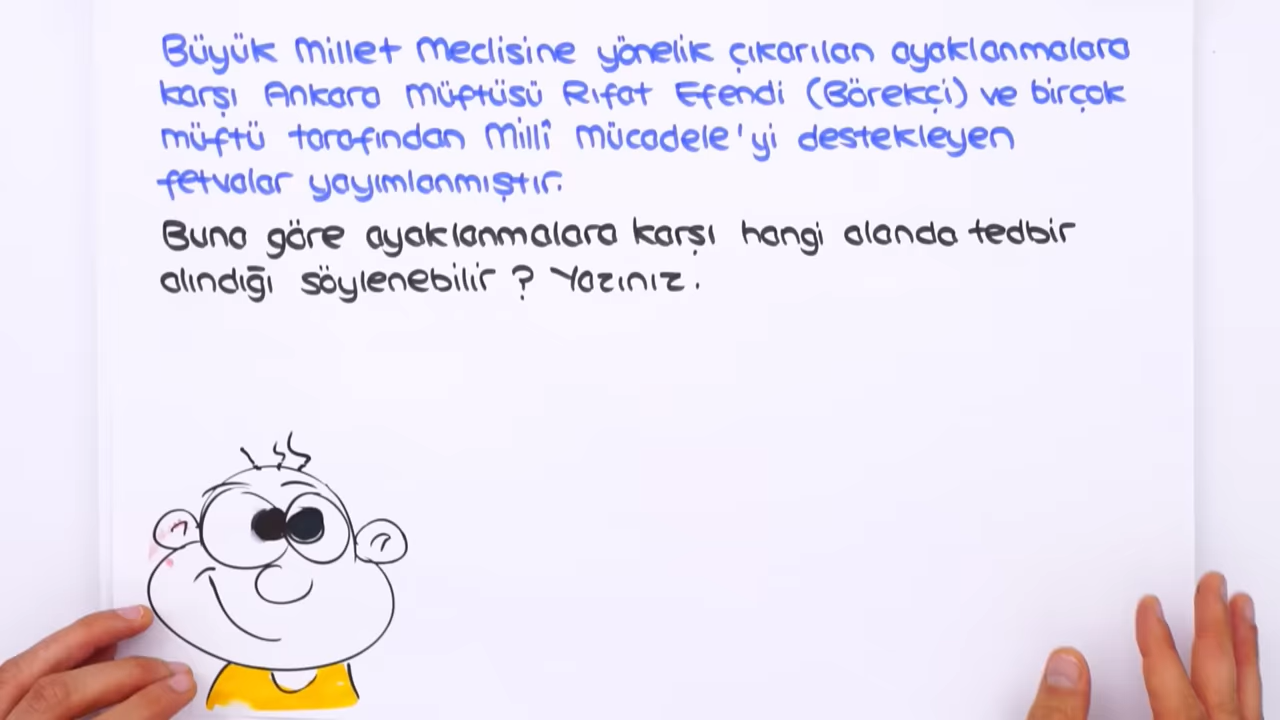 Büyük Millet Meclisine yönelik çıkarılan ayaklanmalara
karşı Ankara Müftüsü Rıfat Efendi (Börekçi) ve birçok
müftü tarafından Millî Mücadele'yi destekleyen
fetvalar yayımlanmıştır.
Buna göre ayaklanmalara karşı hangi alanda tedbir
alındığı söylenebilir? Yazınız.